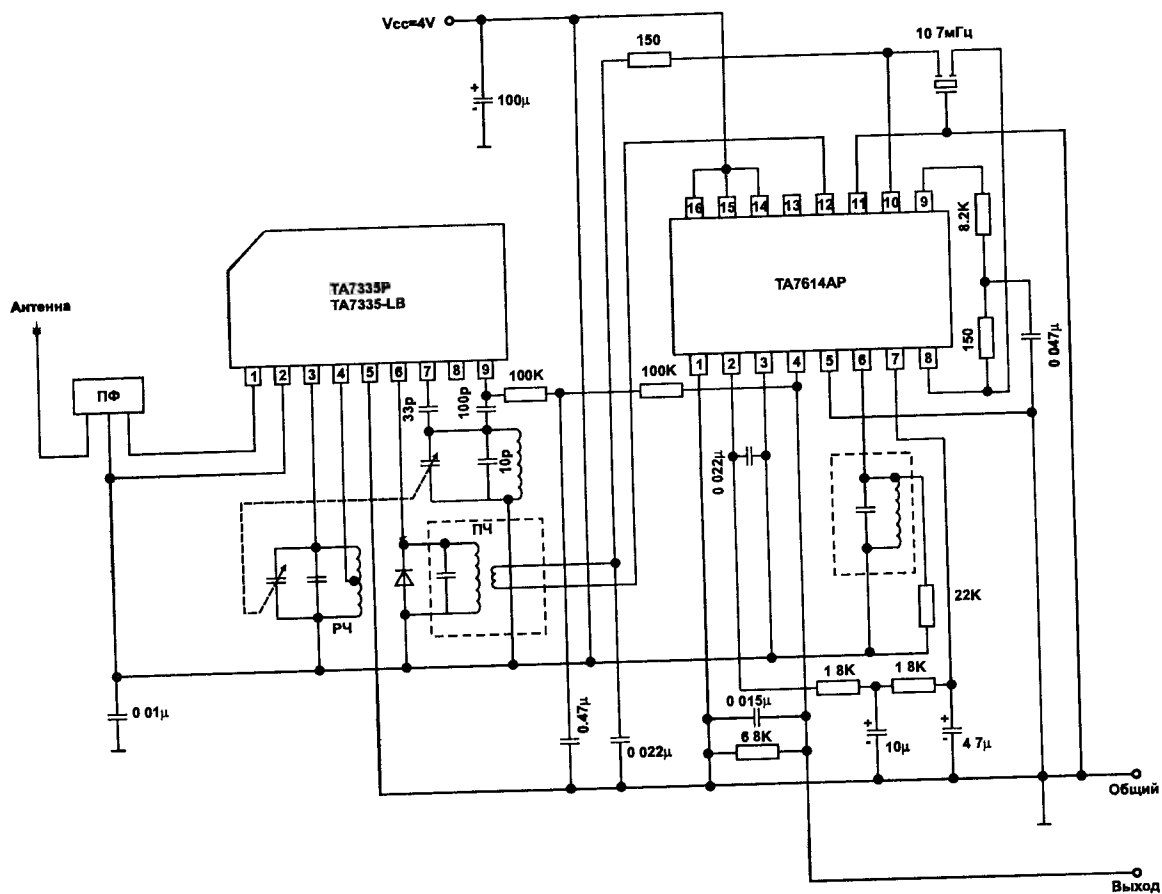 Vcc=4V
150
10 7мГц
+
-
100μ
16
15
14
13
12
11
10
9
8.2K
TA7335P
TA7335-LB
TA7614AP
Антенна
150
0 047μ
1
2
3
4
5
6
7
8
9
1
2
3
4
5
6
7
8
100K
100K
ПФ
33p
100p
10p
0 022μ
ПЧ
22K
РЧ
1 8K
1 8K
0 01μ
0.47μ
0 022μ
0 015μ
6 8K
+
-
10μ
+
-
4 7μ
Общий
Выход